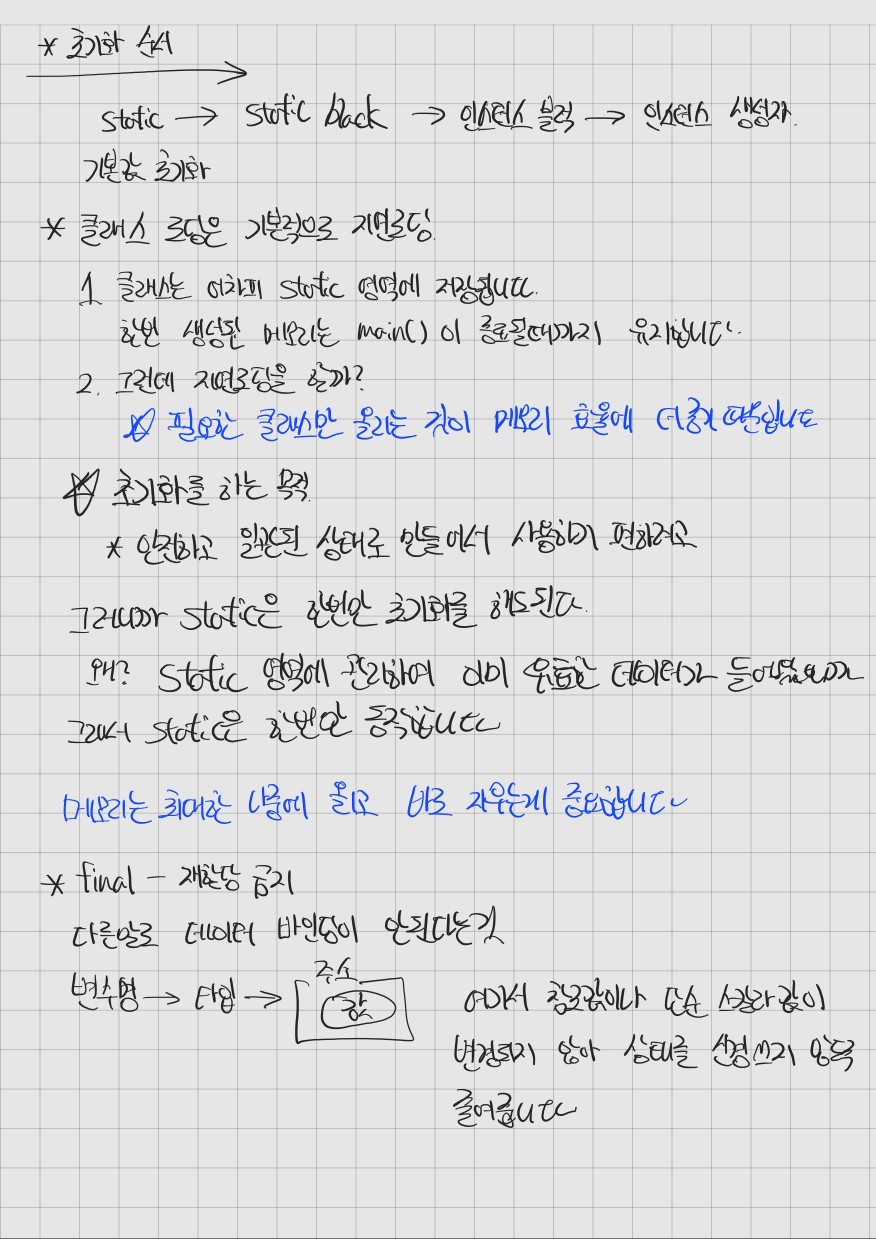 * 초기화 순서
static → static black → 인스턴스 블럭 → 인스턴스 생성자.
기본값 초기화
* 클래스 로딩은 기본적으로 지연로딩.
1. 클래스는 어차피 static 영역에 저장됩니다.
한번 생성된 메모리는 main() 이 종료될때까지 유지합니다.
2. 그런데 지연로딩을 할까?
필요한 클래스만 올리는 것이 메모리 효율에 더 좋기 때문입니다
초기화를 하는 목적.
* 안전하고 일관된 상태로 만들어서 사용하기 편하려고
그러니까 static은 한번만 초기화를 해도된다.
왜? static 영역에 관리하여 이미 유효한 데이터가
그래서 static은 한번만 동작합니다
메모리는 최대한 나중에 올리고 바로 지우는게 중요합니다
* final - 재할당 금지
다른말로 데이터 바인딩이 안된다는것
주소
변수명 → 타입 → 값
여기서 참조값이나 단순 스칼라 값이
변경되지 않아 상태를 신경쓰지 않도록
줄여줍니다